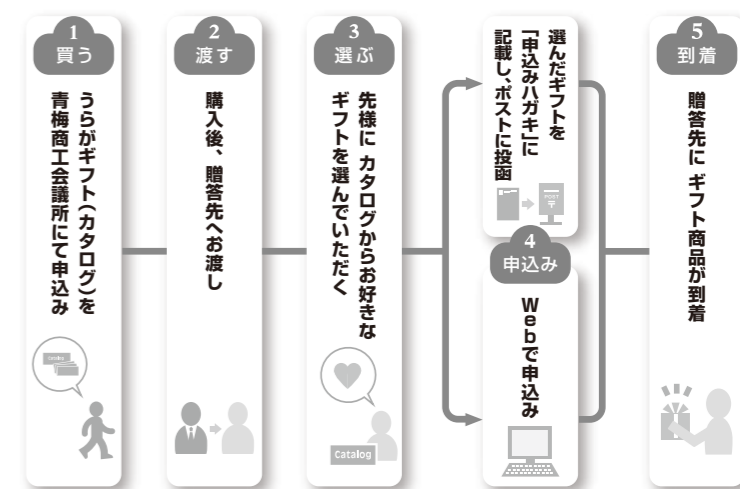 1
買う
うらがギフト（カタログ）を
青梅商工会議所にて申込み
2
渡す
購入後、贈答先へお渡し
3
選ぶ
先様に カタログからお好きな
ギフトを選んでいただく
Catalog
選んだギフトを
「申込みハガキ」に
記載し、ポストに投函
POST
〒
4
申込み
Webで申込み
5
到着
贈答先に ギフト商品が到着